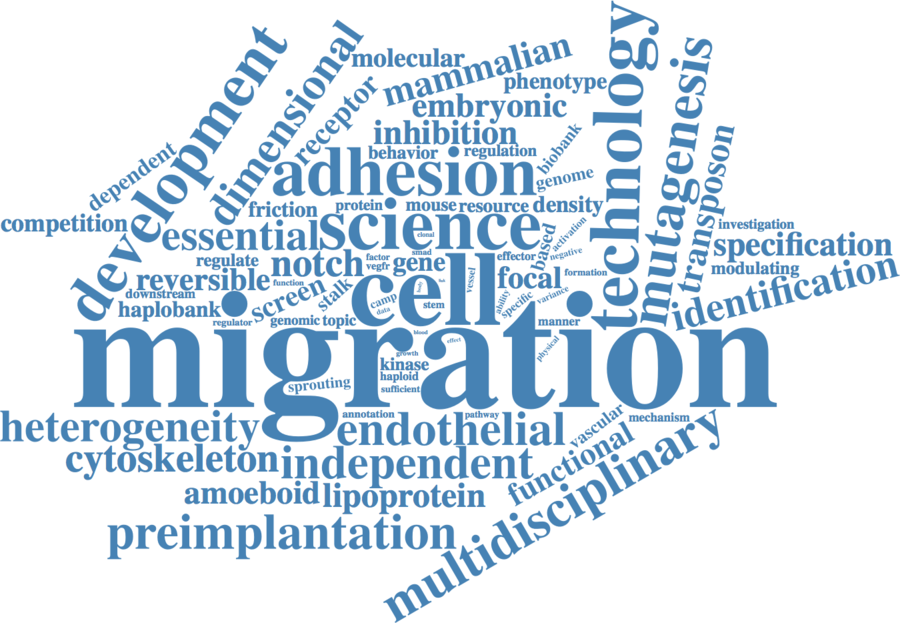 technology
development
dimensional
molecular
mammalian
mutagenesis
phenotype
receptor
embryonic
inhibition
biobank
transposon
behavior
regulation
dependent
adhesion
genome
protein
mouse
resource
density
friction
competition
science
essential
clonal
activation
based
investigation
specification
smad
negative
regulate
notch
factor
vegfr
gene
effector
focal
formation
modulating
identification
reversible
function
screen
cell
vessel
downstream
stalk
camp
data
stem
ability
specific
variance
haplobank
regulator
genomic
topic
manner
migration
blood
effect
physical
growth
kinase
haploid
sprouting
sufficient
annotation
pathway
vascular
mechanism
heterogeneity
endothelial
functional
multidisciplinary
cytoskeleton
independent
amoeboid
lipoprotein
preimplantation